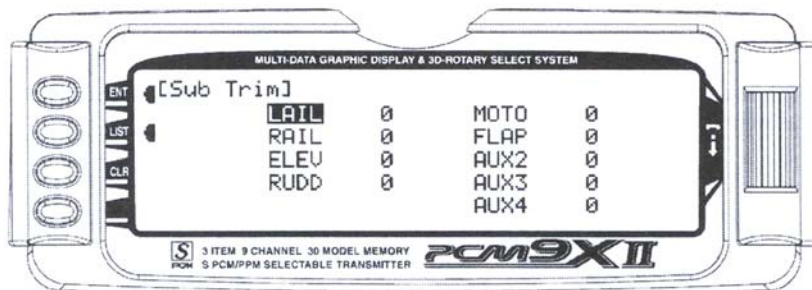 MULTI-DATA GRAPHIC DISPLAY & 3D-ROTARY SELECT SYSTEM
ENT
LIST
CLR
[Sub Trim]
LAIL 0 MOTO 0
RAIL 0 FLAP 0
ELEV 0 AUX2 0
RUDD 0 AUX3 0
AUX4 0
S PCM 3 ITEM 9 CHANNEL 30 MODEL MEMORY
S PCM/PPM SELECTABLE TRANSMITTER
PCM9XII